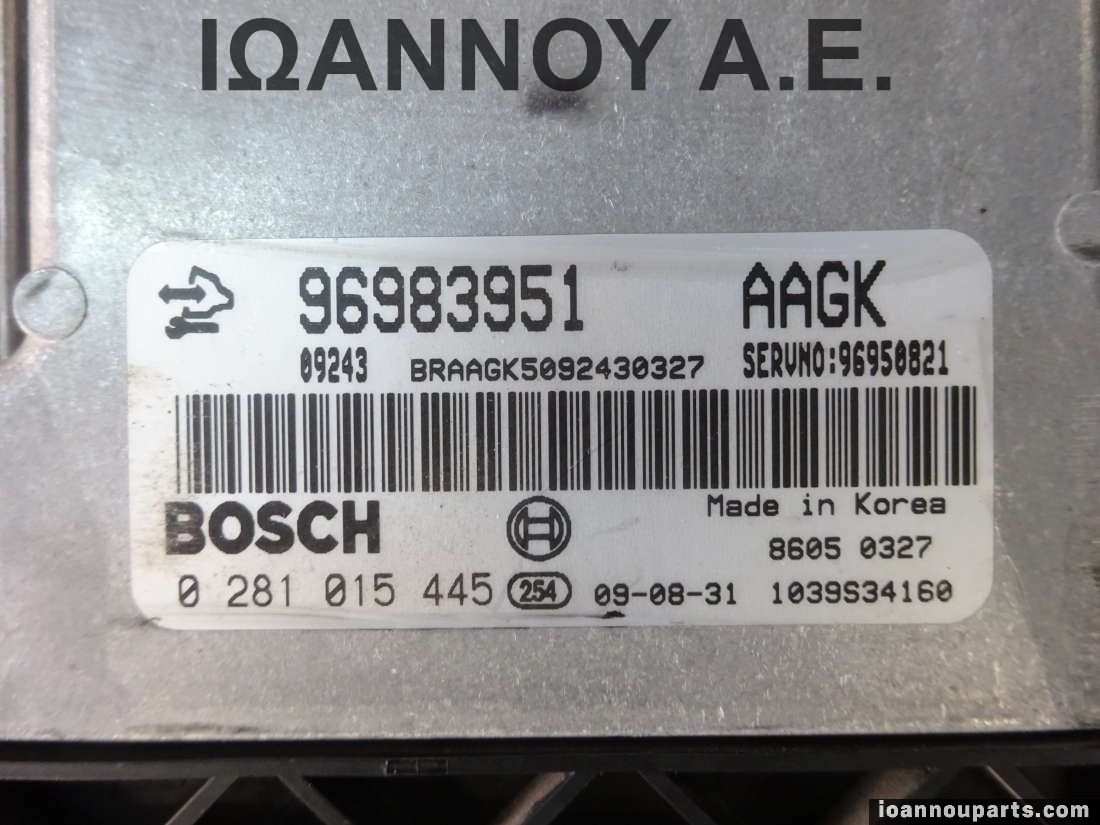 ΙΩΑΝΝΟΥ Α.Ε.
96983951 AAGK
09243 BRAAGK5092430327 SERVNO:96950821
BOSCH
Made in Korea
8605 0327
0 281 015 445 254 09-08-31 1039S34160
ioannouparts.com